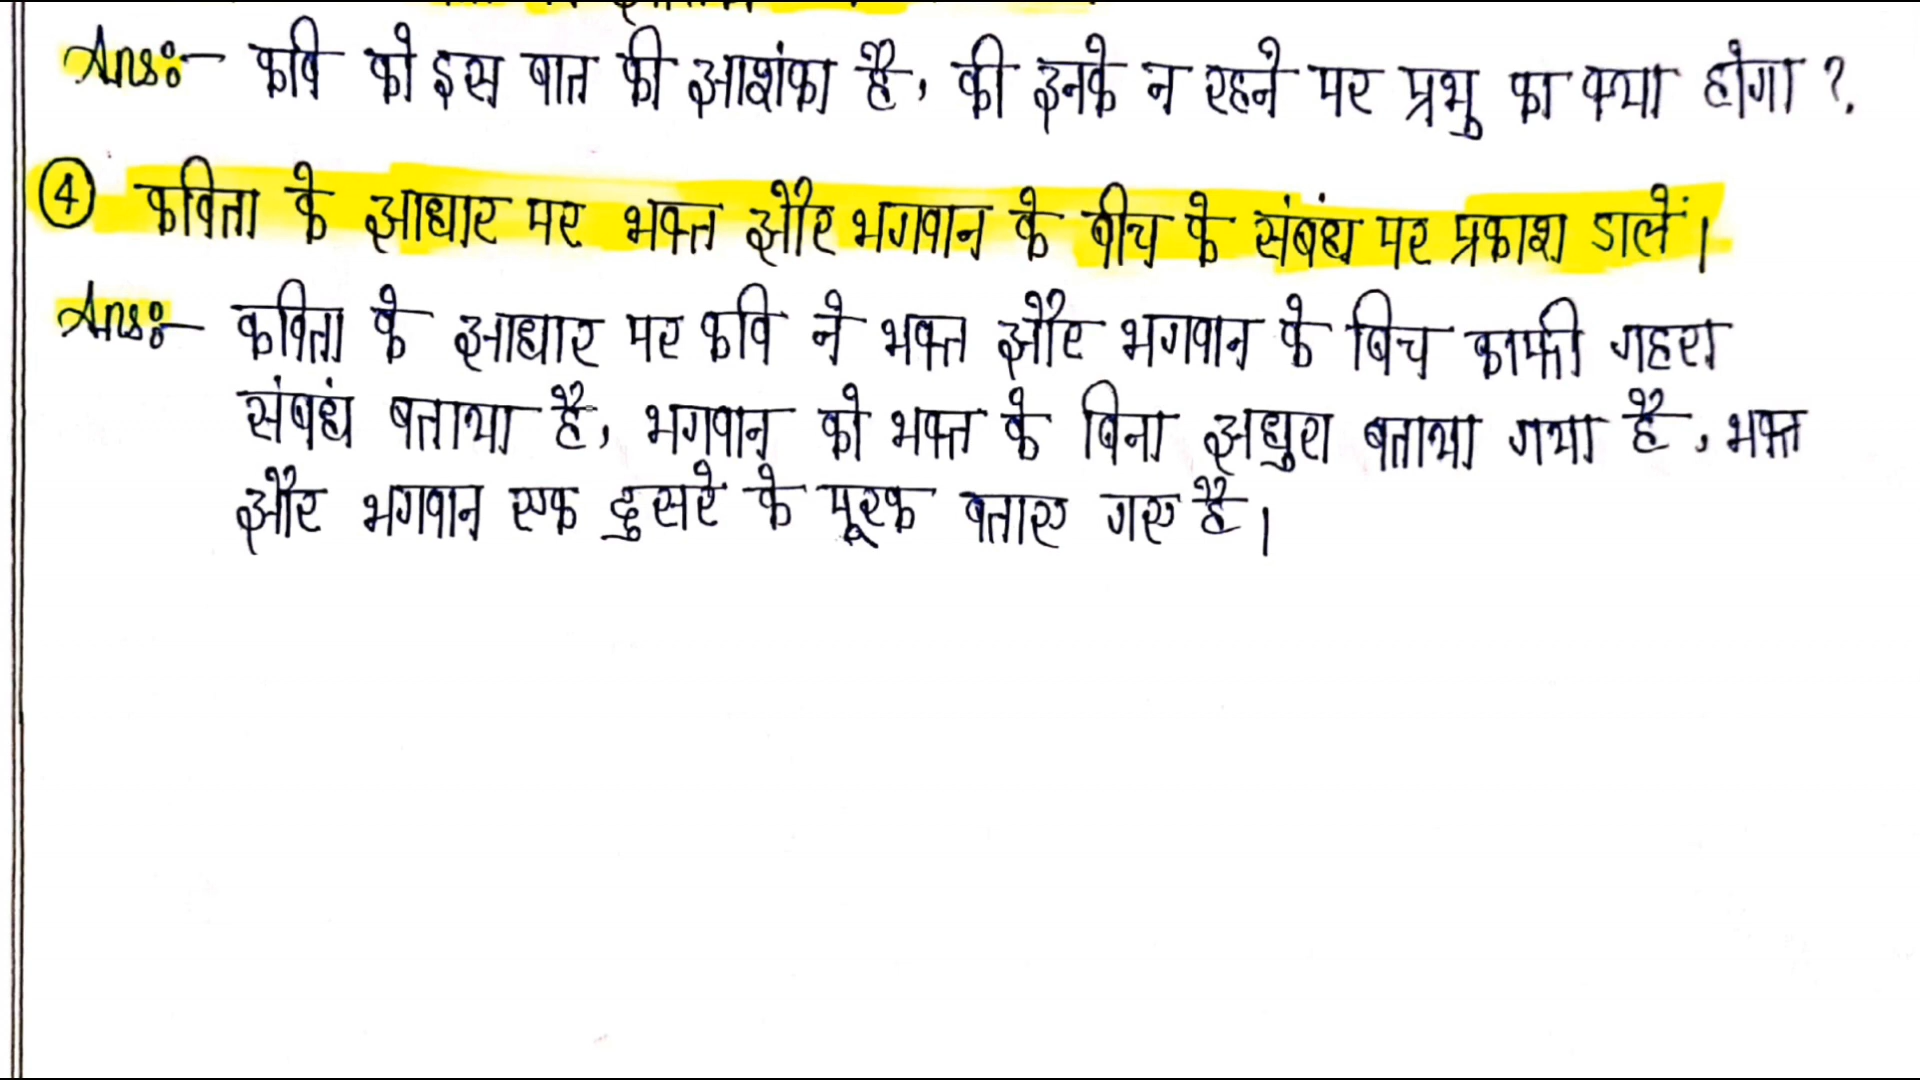 Ans:- कवि को इस बात की आशंका है, की इनके न रहने पर प्रभु का क्या होगा ?.
④ कविता के आधार पर भक्त और भगवान के बीच के संबंध पर प्रकाश डालें।
Ans:- कविता के आधार पर कवि ने भक्त और भगवान के बिच काफी गहरा
संबधं बताया है, भगवान को भक्त के बिना अधुरा बताया गया है, भक्त
और भगवान एक दुसरे के पूरक बताए गए है।